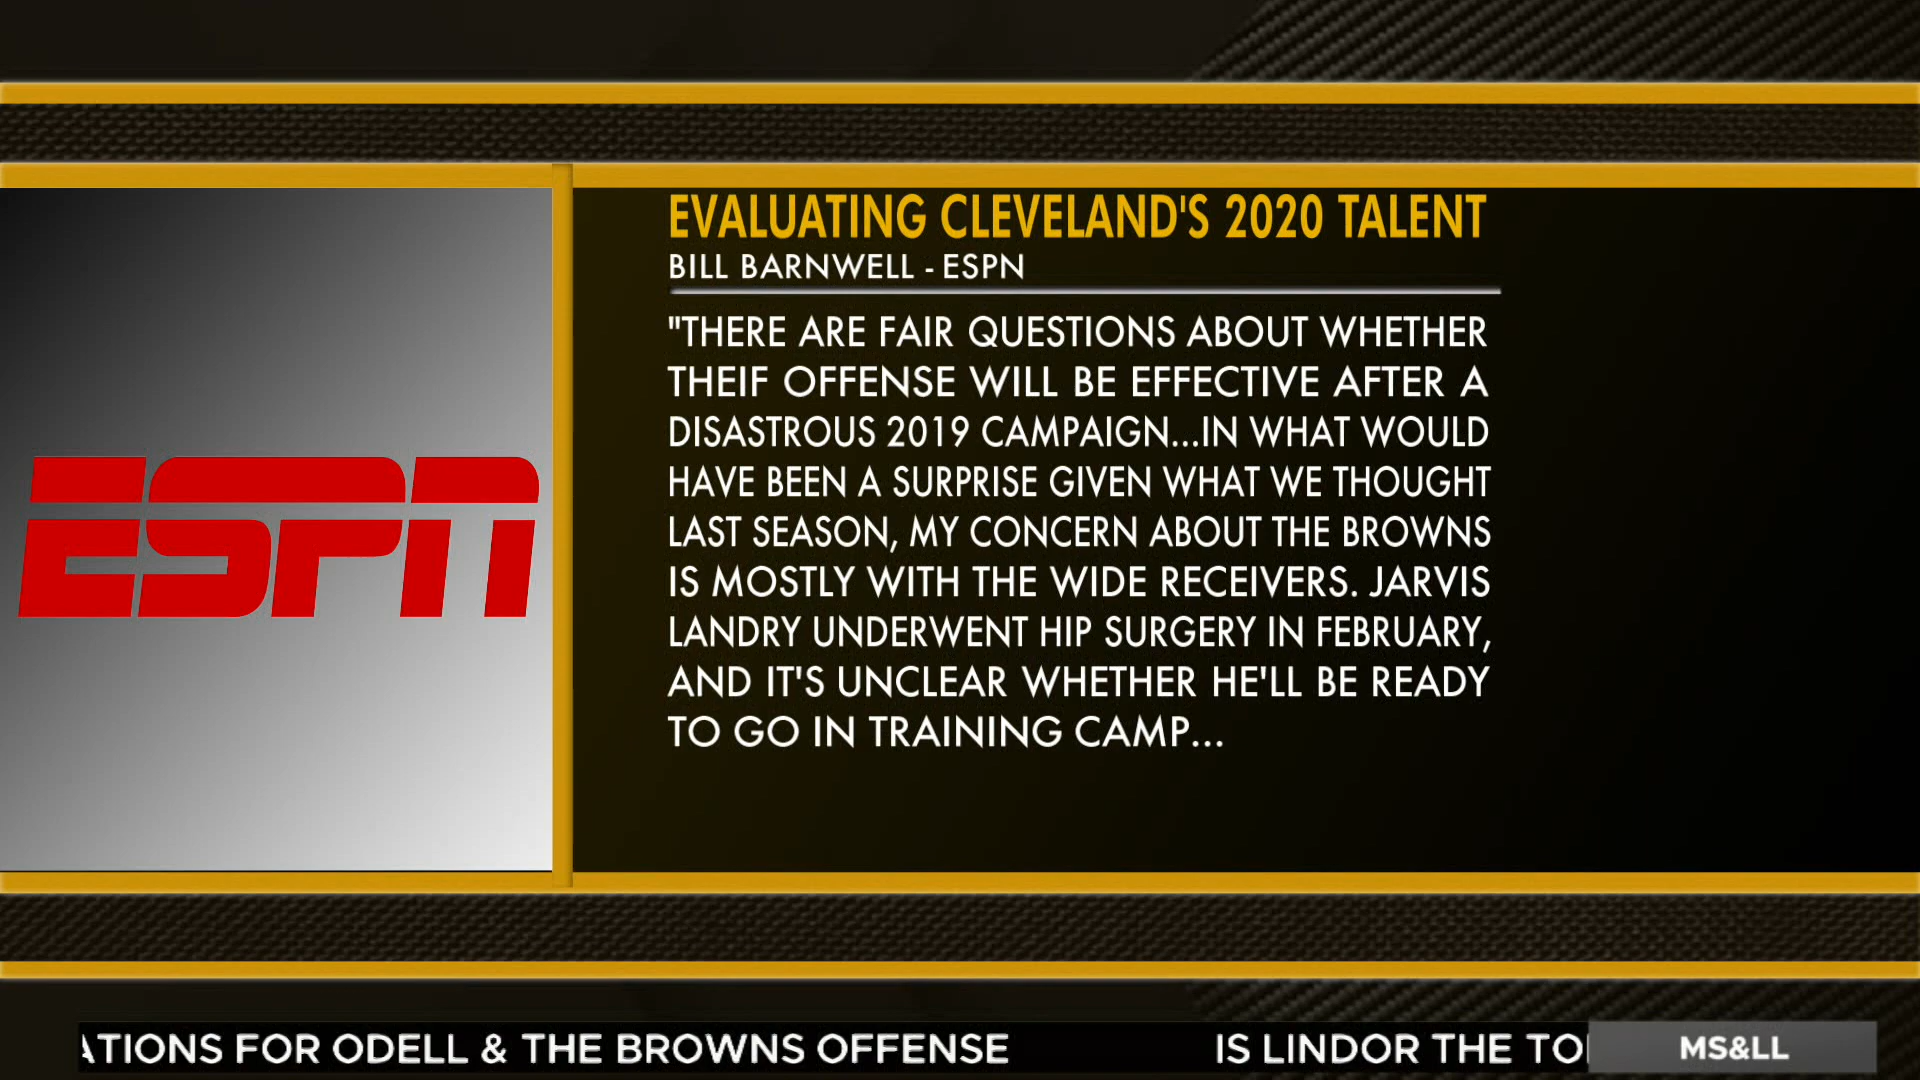 EVALUATING CLEVELAND'S 2020 TALENT
BILL BARNWELL - ESPN
"THERE ARE FAIR QUESTIONS ABOUT WHETHER
THEIF OFFENSE WILL BE EFFECTIVE AFTER A
DISASTROUS 2019 CAMPAIGN...IN WHAT WOULD
HAVE BEEN A SURPRISE GIVEN WHAT WE THOUGHT
LAST SEASON, MY CONCERN ABOUT THE BROWNS
IS MOSTLY WITH THE WIDE RECEIVERS. JARVIS
LANDRY UNDERWENT HIP SURGERY IN FEBRUARY,
AND IT'S UNCLEAR WHETHER HE'LL BE READY
TO GO IN TRAINING CAMP...
ESPN
ATIONS FOR ODELL & THE BROWNS OFFENSE IS LINDOR THE TO
MS&LL